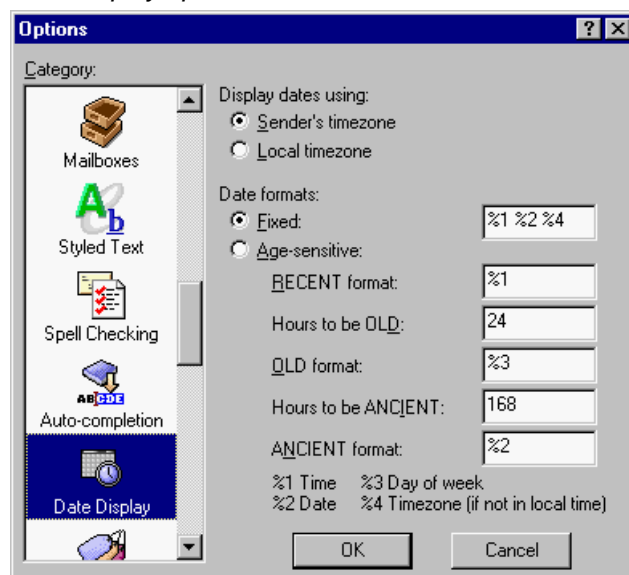 Options
Category:
Mailboxes
Styled Text
Spell Checking
ABCDE
Auto-completion
Date Display
Display dates using:
Sender's timezone
Local timezone
Date formats:
Fixed: %1 %2 %4
Age-sensitive:
RECENT format: %1
Hours to be OLD: 24
OLD format: %3
Hours to be ANCIENT: 168
ANCIENT format: %2
%1 Time %3 Day of week
%2 Date %4 Timezone (if not in local time)
OK Cancel